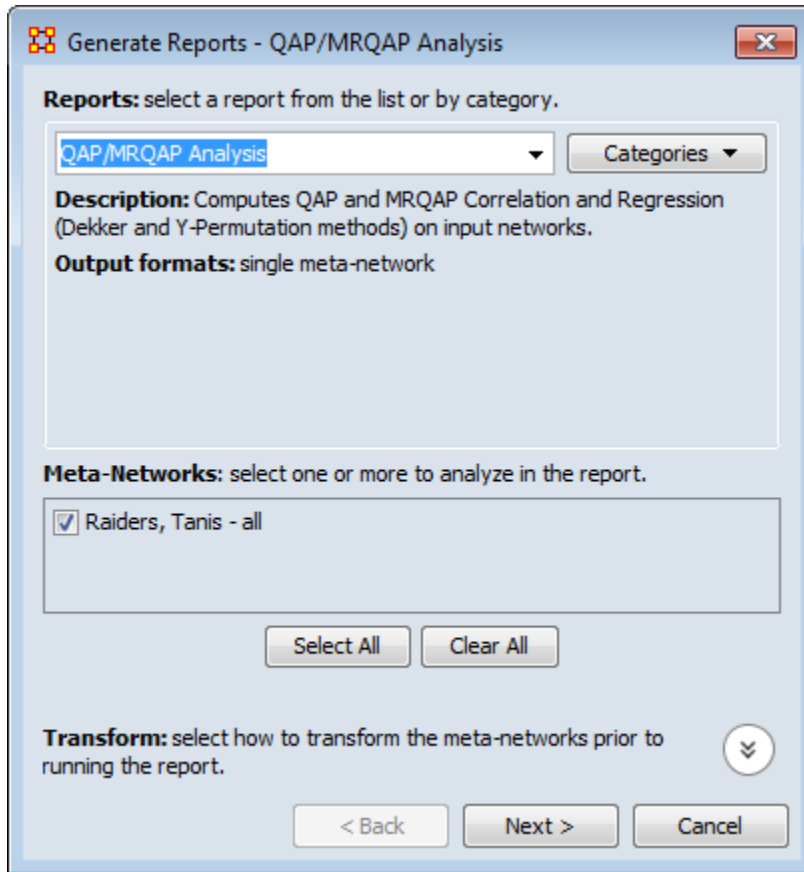 Generate Reports - QAP/MRQAP Analysis
Reports: select a report from the list or by category.
QAP/MRQAP Analysis
Categories
Description: Computes QAP and MRQAP Correlation and Regression
(Dekker and Y-Permutation methods) on input networks.
Output formats: single meta-network
Meta-Networks: select one or more to analyze in the report.
Raiders, Tanis - all
Select All
Clear All
Transform: select how to transform the meta-networks prior to
running the report.
< Back
Next >
Cancel